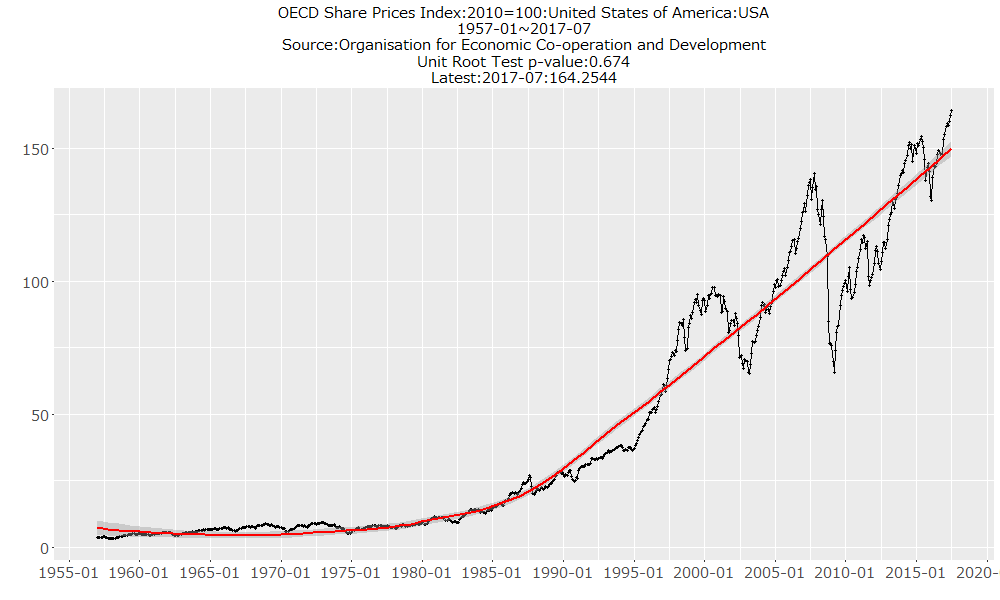 OECD Share Prices Index:2010=100:United States of America:USA
1957-01~2017-07
Source:Organisation for Economic Co-operation and Development
Unit Root Test p-value:0.674
Latest:2017-07:164.2544
150
100
50
0
1955-01 1960-01 1965-01 1970-01 1975-01 1980-01 1985-01 1990-01 1995-01 2000-01 2005-01 2010-01 2015-01 2020-